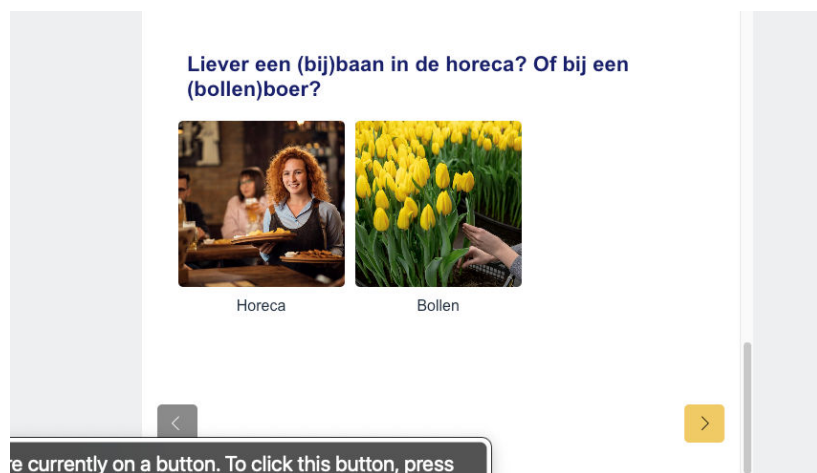 Liever een (bij)baan in de horeca? Of bij een
(bollen)boer?
Horeca
Bollen
currently on a button. To click this button, press